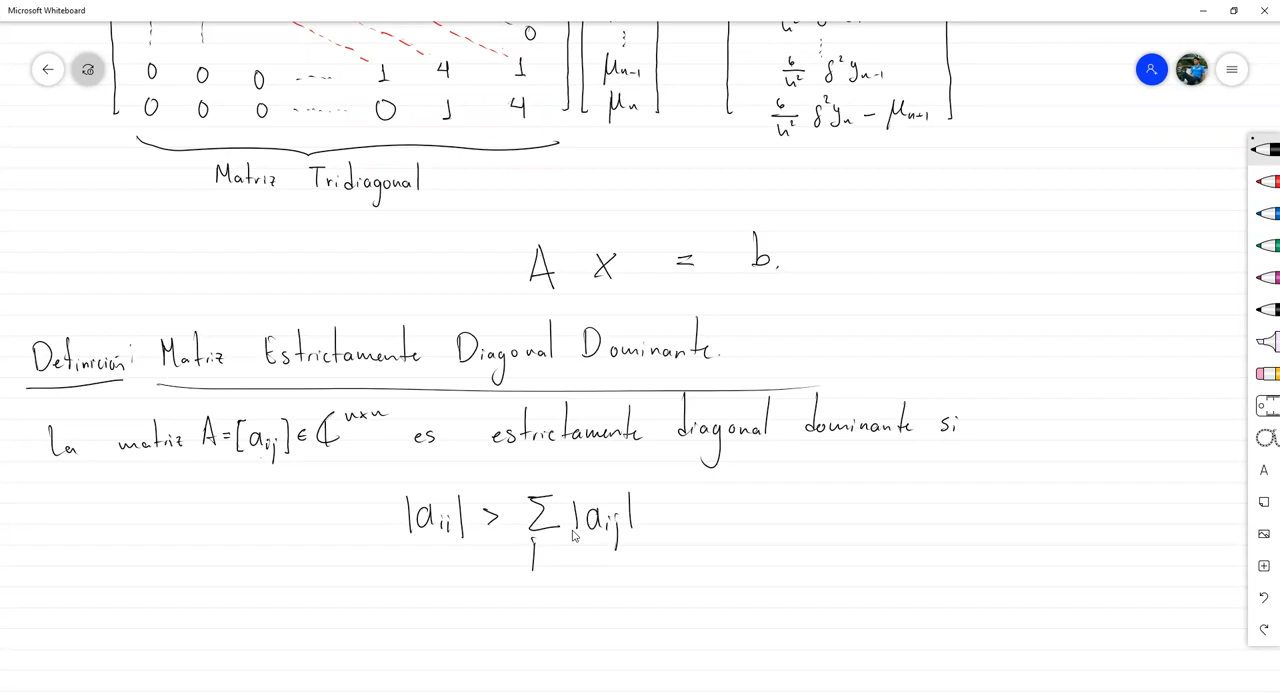 Microsoft Whiteboard
0
⋮ ⋮ ⋮
0 0 0 ..... 1 4 1 μn-1 6/h² δ²yn-1
0 0 0 ....... 0 1 4 μn 6/h² δ²yn - μn+1
Matriz Tridiagonal
A x = b.
Definición: Matriz Estrictamente Diagonal Dominante.
La matriz A=[aij] ∈ ℂ^{n×n} es estrictamente diagonal dominante si
|aii| > Σj |aij|
A